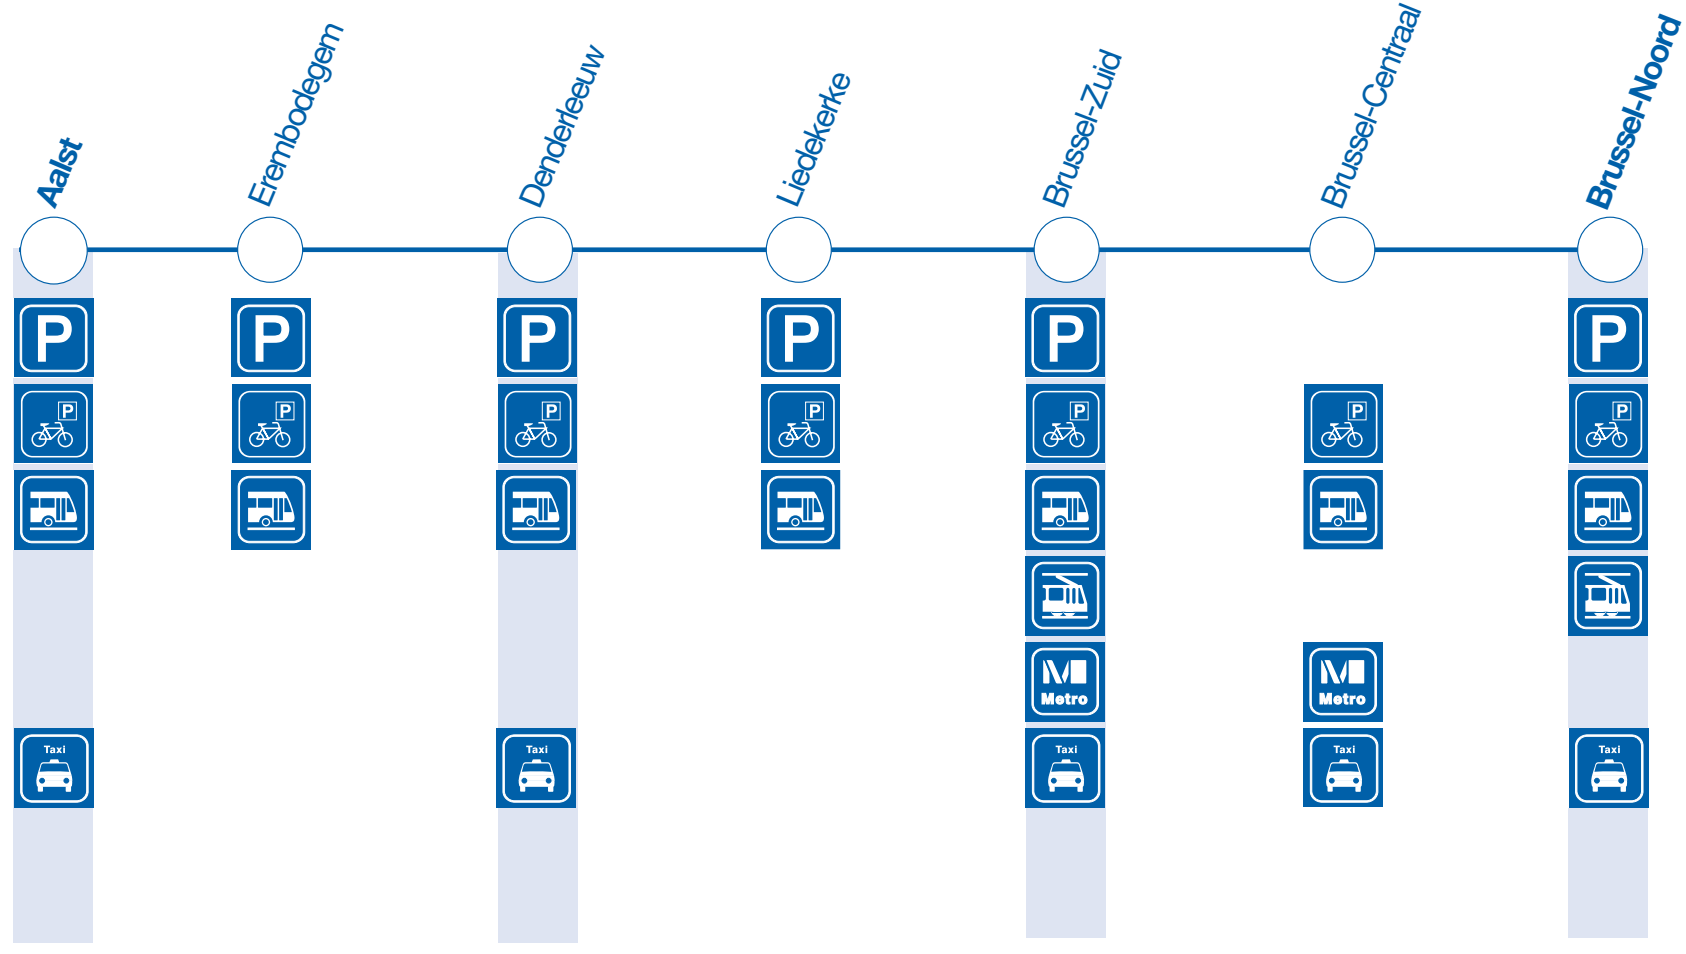 Aalst
Erembodegem
Denderleeuw
Liedekerke
Brussel-Zuid
Brussel-Centraal
Brussel-Noord
P P P P P P
P P P P P P P
M M
Metro Metro
Taxi Taxi Taxi Taxi Taxi